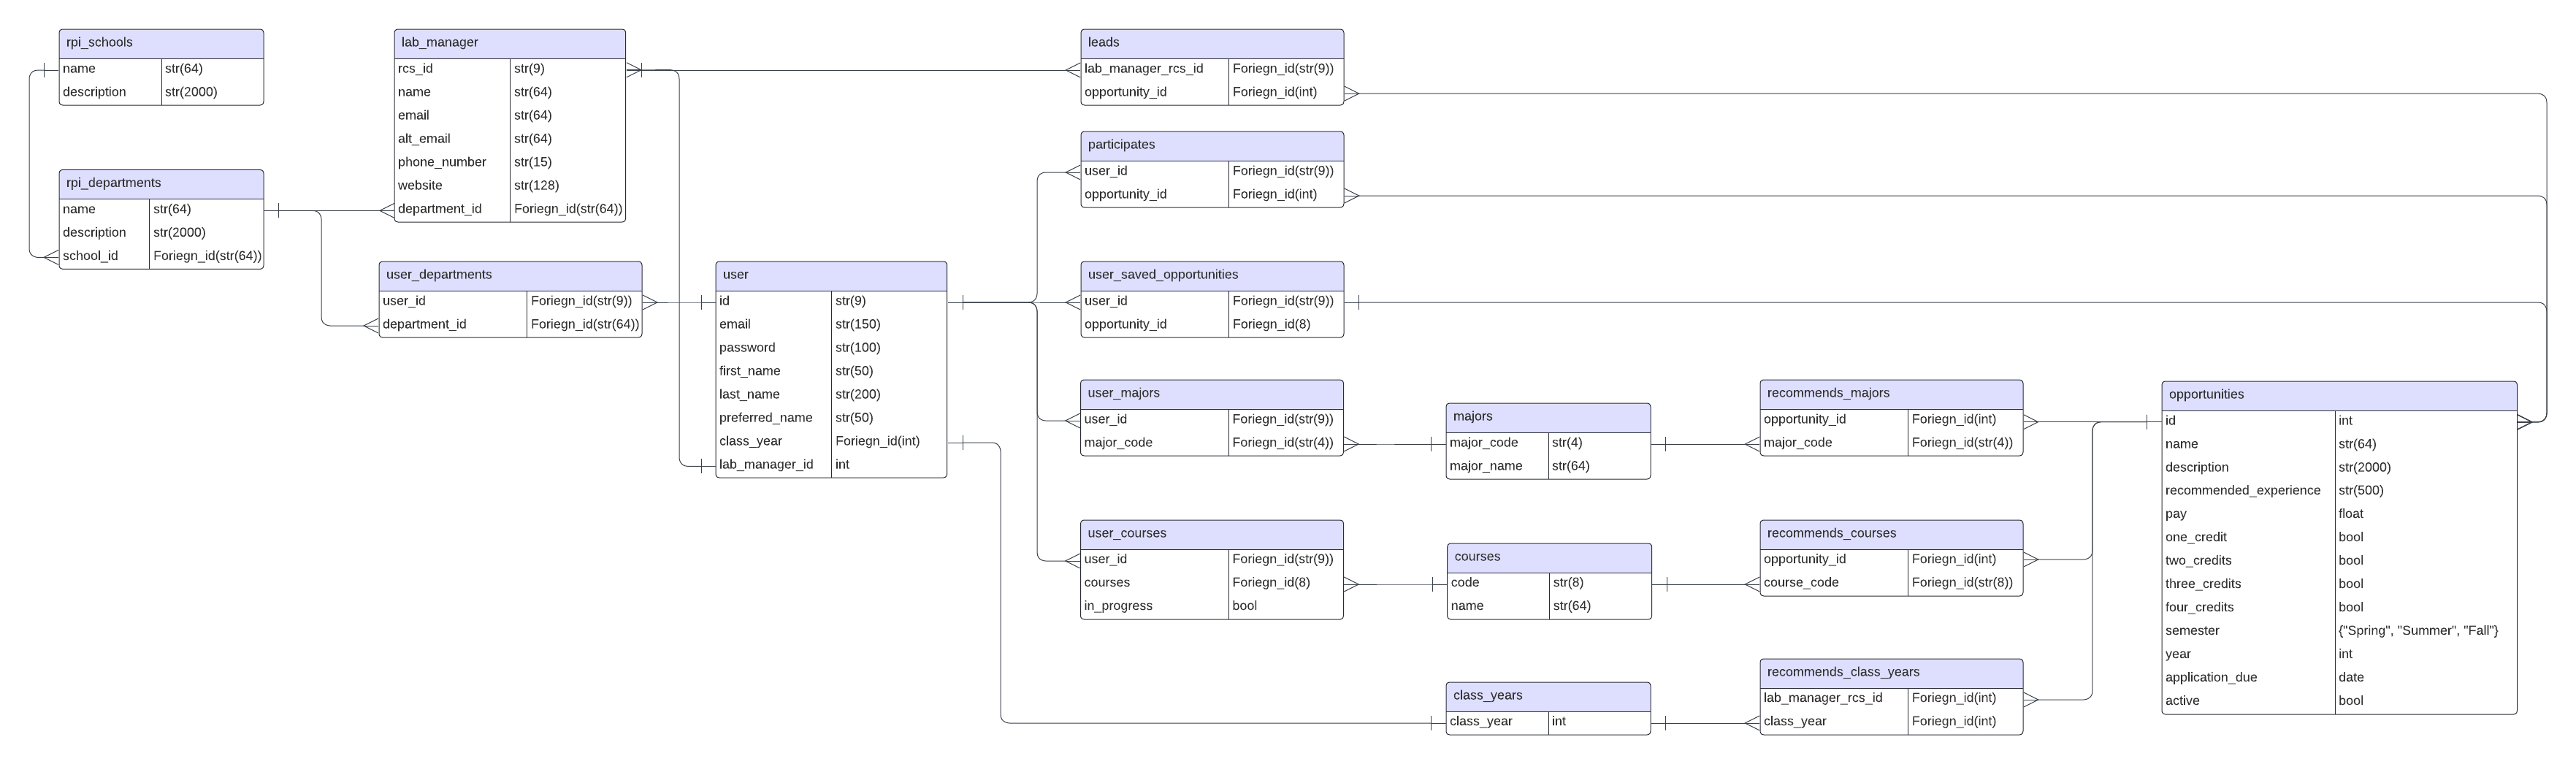 rpi_schools
name str(64)
description str(2000)
rpi_departments
name str(64)
description str(2000)
school_id Foriegn_id(str(64))
lab_manager
rcs_id str(9)
name str(64)
email str(64)
alt_email str(64)
phone_number str(15)
website str(128)
department_id Foriegn_id(str(64))
user_departments
user_id Foriegn_id(str(9))
department_id Foriegn_id(str(64))
user
id str(9)
email str(150)
password str(100)
first_name str(50)
last_name str(200)
preferred_name str(50)
class_year Foriegn_id(int)
lab_manager_id int
leads
lab_manager_rcs_id Foriegn_id(str(9))
opportunity_id Foriegn_id(int)
participates
user_id Foriegn_id(str(9))
opportunity_id Foriegn_id(int)
user_saved_opportunities
user_id Foriegn_id(str(9))
opportunity_id Foriegn_id(8)
user_majors
user_id Foriegn_id(str(9))
major_code Foriegn_id(str(4))
user_courses
user_id Foriegn_id(str(9))
courses Foriegn_id(8)
in_progress bool
majors
major_code str(4)
major_name str(64)
courses
code str(8)
name str(64)
class_years
class_year int
recommends_majors
opportunity_id Foriegn_id(int)
major_code Foriegn_id(str(4))
recommends_courses
opportunity_id Foriegn_id(int)
course_code Foriegn_id(str(8))
recommends_class_years
lab_manager_rcs_id Foriegn_id(int)
class_year Foriegn_id(int)
opportunities
id int
name str(64)
description str(2000)
recommended_experience str(500)
pay float
one_credit bool
two_credits bool
three_credits bool
four_credits bool
semester {"Spring", "Summer", "Fall"}
year int
application_due date
active bool